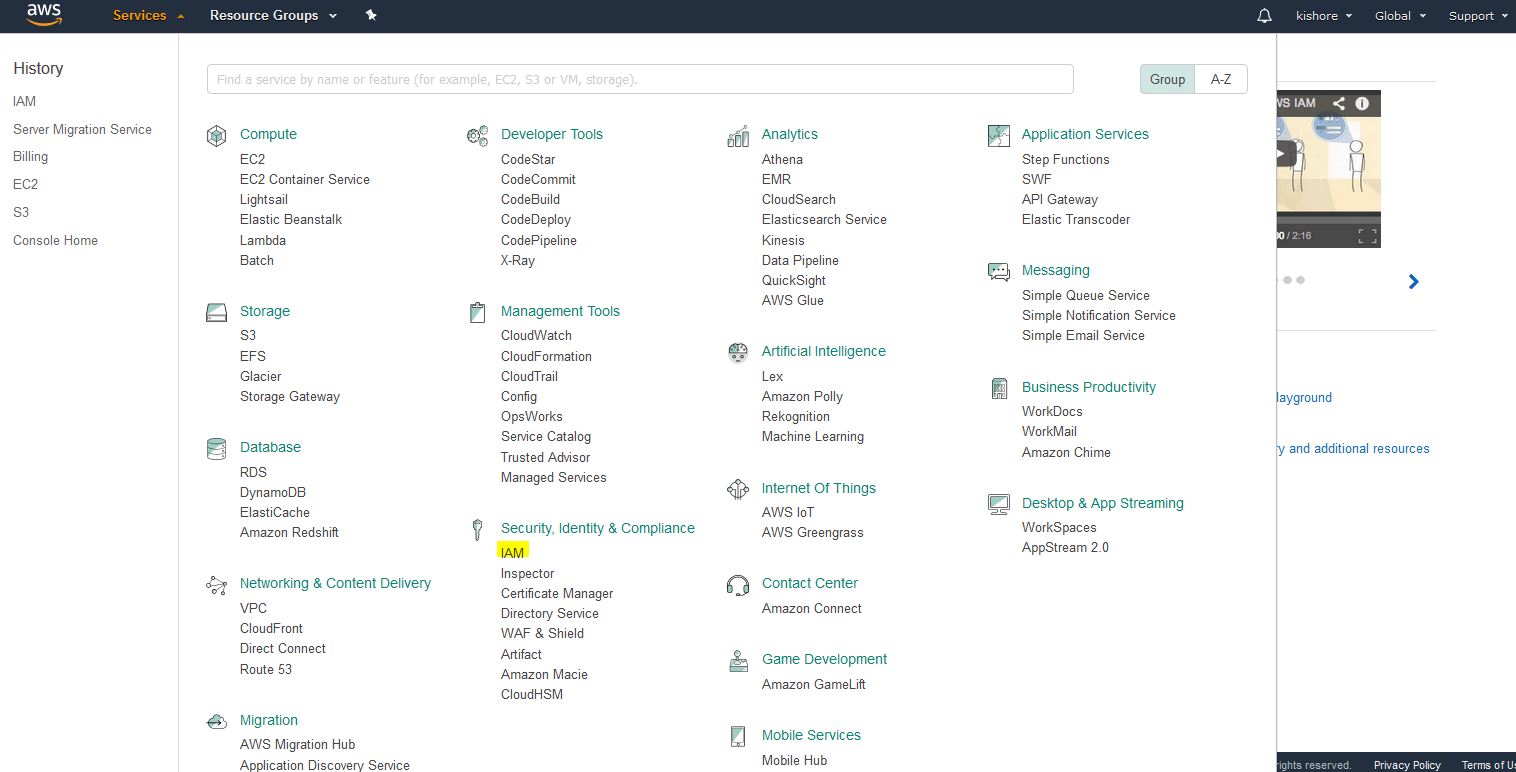 aws
Services
Resource Groups
kishore
Global
Support
History
IAM
Server Migration Service
Billing
EC2
S3
Console Home
Find a service by name or feature (for example, EC2, S3 or VM, storage).
Group
A-Z
Compute
EC2
EC2 Container Service
Lightsail
Elastic Beanstalk
Lambda
Batch
Storage
S3
EFS
Glacier
Storage Gateway
Database
RDS
DynamoDB
ElastiCache
Amazon Redshift
Networking & Content Delivery
VPC
CloudFront
Direct Connect
Route 53
Migration
AWS Migration Hub
Application Discovery Service
Developer Tools
CodeStar
CodeCommit
CodeBuild
CodeDeploy
CodePipeline
X-Ray
Management Tools
CloudWatch
CloudFormation
CloudTrail
Config
OpsWorks
Service Catalog
Trusted Advisor
Managed Services
Security, Identity & Compliance
IAM
Inspector
Certificate Manager
Directory Service
WAF & Shield
Artifact
Amazon Macie
CloudHSM
Analytics
Athena
EMR
CloudSearch
Elasticsearch Service
Kinesis
Data Pipeline
QuickSight
AWS Glue
Artificial Intelligence
Lex
Amazon Polly
Rekognition
Machine Learning
Internet Of Things
AWS IoT
AWS Greengrass
Contact Center
Amazon Connect
Game Development
Amazon GameLift
Mobile Services
Mobile Hub
Application Services
Step Functions
SWF
API Gateway
Elastic Transcoder
Messaging
Simple Queue Service
Simple Notification Service
Simple Email Service
Business Productivity
WorkDocs
WorkMail
Amazon Chime
Desktop & App Streaming
WorkSpaces
AppStream 2.0
WS IAM
/ 2:16
layground
ry and additional resources
rights reserved.
Privacy Policy
Terms of Us